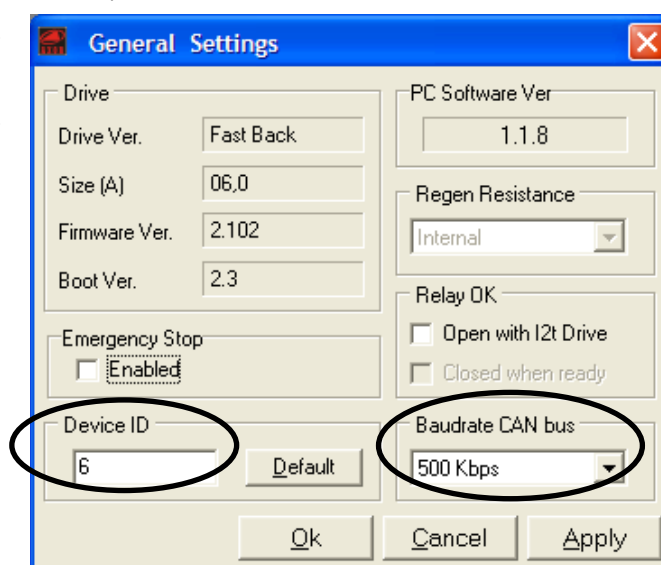 General Settings
Drive
Drive Ver. Fast Back
Size (A) 06,0
Firmware Ver. 2.102
Boot Ver. 2.3
PC Software Ver
1.1.8
Regen Resistance
Internal
Relay OK
Open with I2t Drive
Closed when ready
Emergency Stop
Enabled
Device ID
6 Default
Baudrate CAN bus
500 Kbps
Ok Cancel Apply